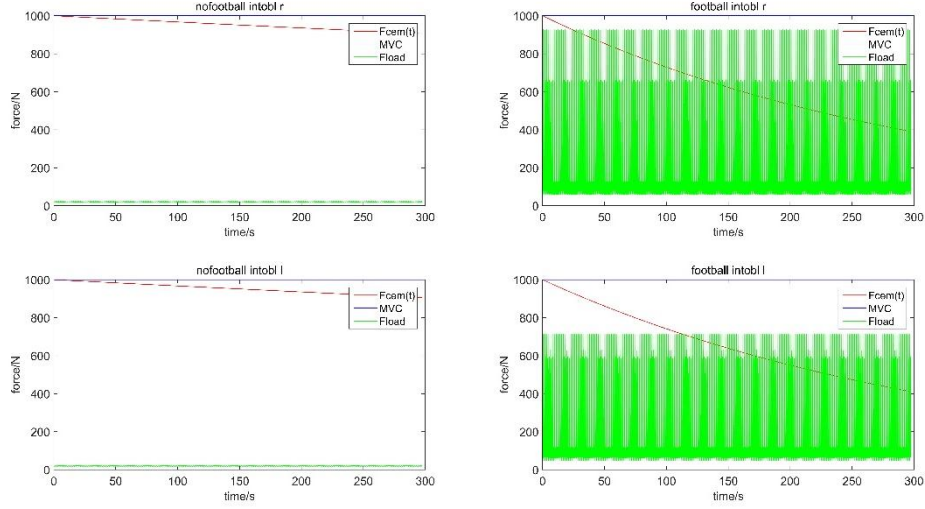 nofootball intobl r
1000
800
600
400
200
0
force/N
0 50 100 150 200 250 300
time/s
Fcem(t)
MVC
Fload
football intobl r
1000
800
600
400
200
0
force/N
0 50 100 150 200 250 300
time/s
Fcem(t)
MVC
Fload
nofootball intobl l
1000
800
600
400
200
0
force/N
0 50 100 150 200 250 300
time/s
Fcem(t)
MVC
Fload
football intobl l
1000
800
600
400
200
0
force/N
0 50 100 150 200 250 300
time/s
Fcem(t)
MVC
Fload